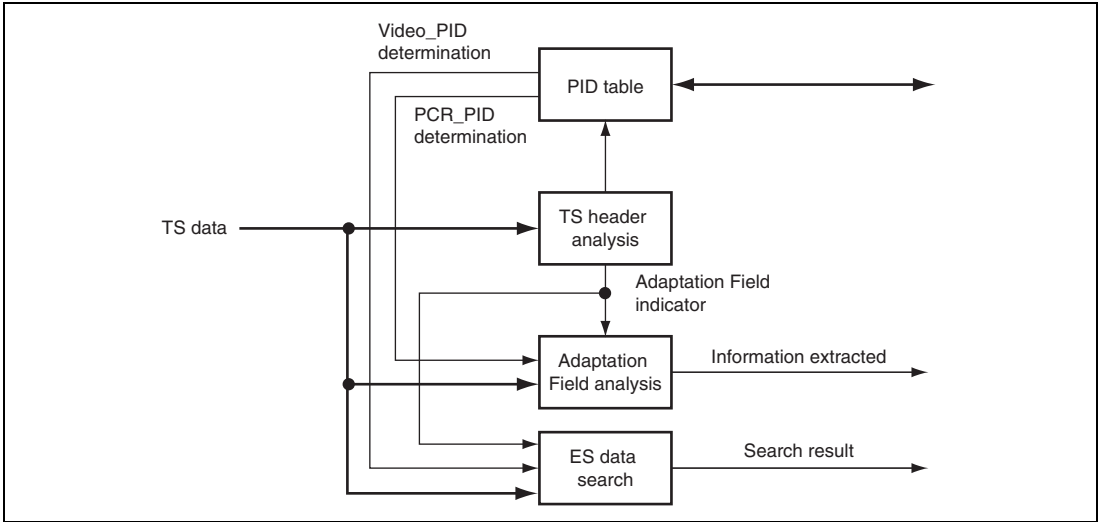 Video_PID
determination
PID table
PCR_PID
determination
TS data
TS header
analysis
Adaptation Field
indicator
Adaptation
Field analysis
Information extracted
ES data
search
Search result